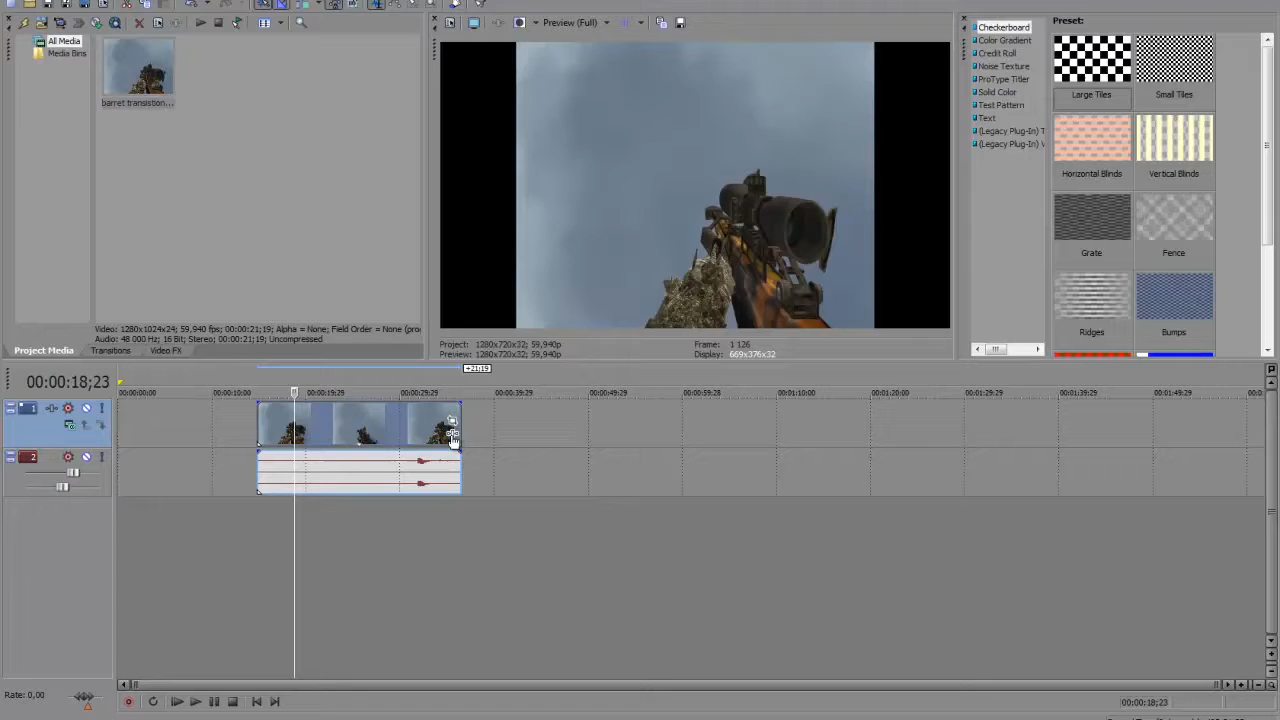 Preview (Full)
Preset:
All Media
Media Bins
barret transistion...
Checkerboard
Color Gradient
Credit Roll
Noise Texture
ProType Titler
Solid Color
Test Pattern
Text
(Legacy Plug-In) T
(Legacy Plug-In) V
Large Tiles
Small Tiles
Horizontal Blinds
Vertical Blinds
Grate
Fence
Ridges
Bumps
Video: 1280x1024x24; 59,940 fps; 00:00:21;19; Alpha = None; Field Order = None (pro
Audio: 48 000 Hz; 16 Bit; Stereo; 00:00:21;19; Uncompressed
Project Media
Transitions
Video FX
Project: 1280x720x32; 59,940p
Preview: 1280x720x32; 59,940p
Frame: 1 126
Display: 669x376x32
00:00:18;23
+21;19
00:00:00;00
00:00:10;00
00:00:19;29
00:00:29;29
00:00:39;29
00:00:49;29
00:00:59;28
00:01:10;00
00:01:20;00
00:01:29;29
00:01:39;29
00:01:49;29
00:0
1
2
Rate: 0,00
00:00:18;23